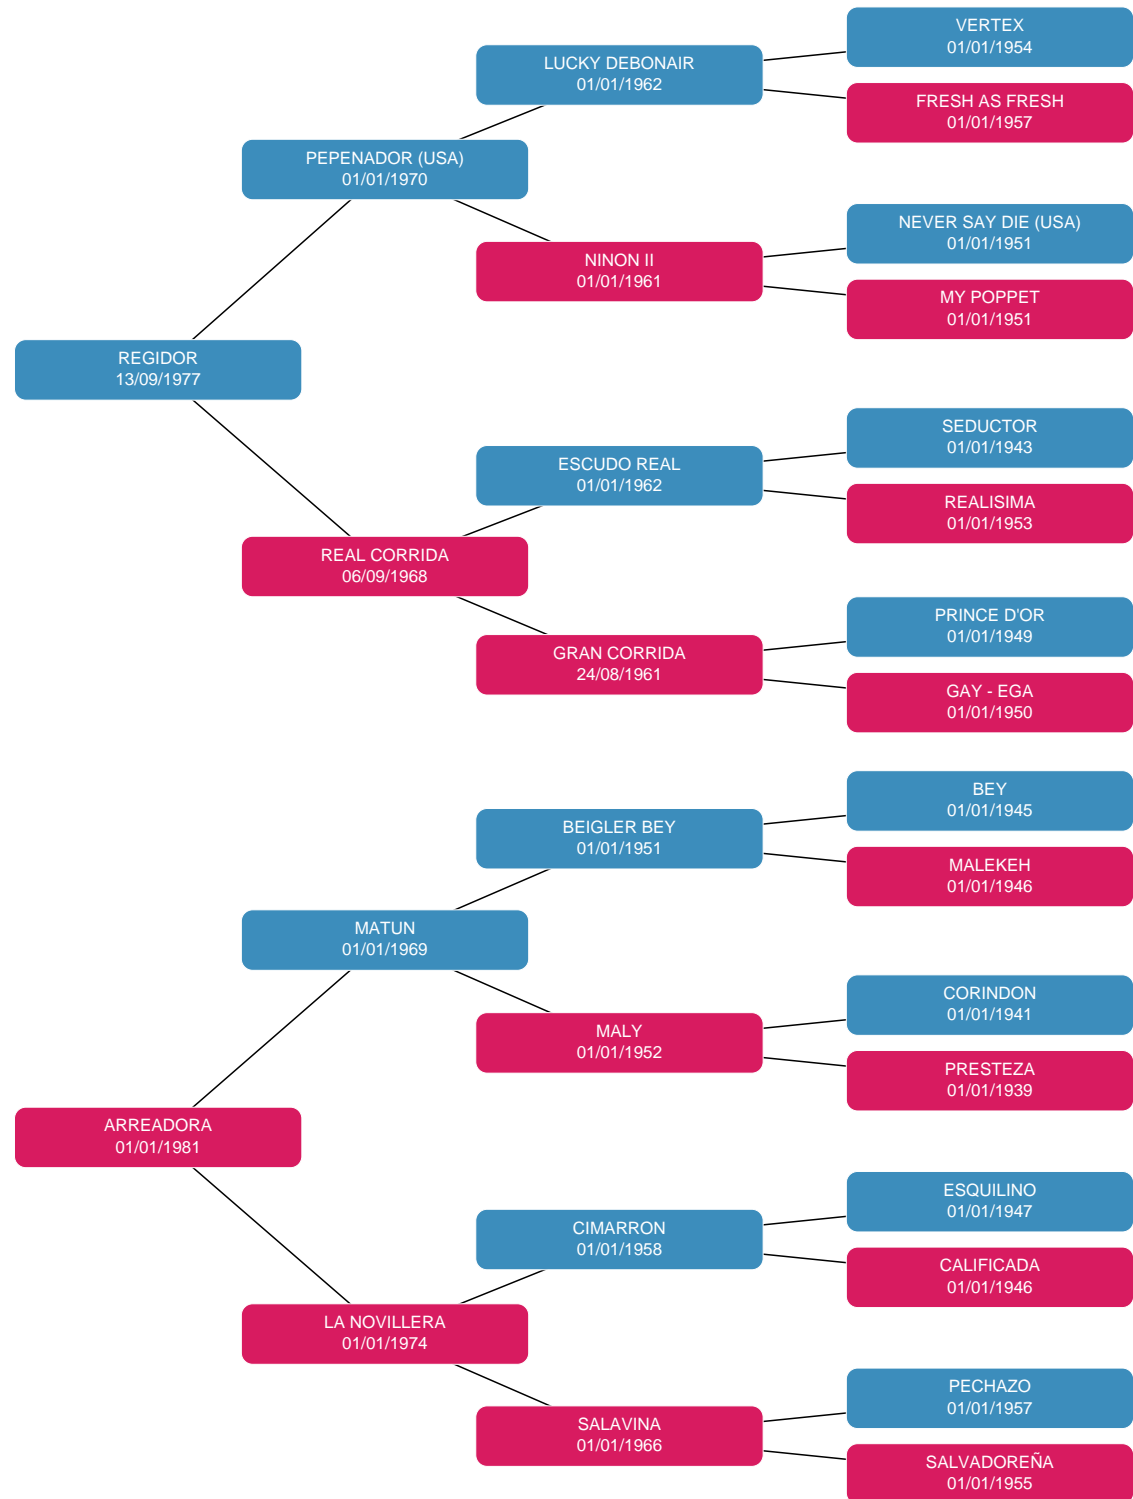 VERTEX
01/01/1954
LUCKY DEBONAIR
01/01/1962
FRESH AS FRESH
01/01/1957
PEPENADOR (USA)
01/01/1970
NEVER SAY DIE (USA)
01/01/1951
NINON II
01/01/1961
MY POPPET
01/01/1951
REGIDOR
13/09/1977
SEDUCTOR
01/01/1943
ESCUDO REAL
01/01/1962
REALISIMA
01/01/1953
REAL CORRIDA
06/09/1968
PRINCE D'OR
01/01/1949
GRAN CORRIDA
24/08/1961
GAY - EGA
01/01/1950
BEY
01/01/1945
BEIGLER BEY
01/01/1951
MALEKEH
01/01/1946
MATUN
01/01/1969
CORINDON
01/01/1941
MALY
01/01/1952
PRESTEZA
01/01/1939
ARREADORA
01/01/1981
ESQUILINO
01/01/1947
CIMARRON
01/01/1958
CALIFICADA
01/01/1946
LA NOVILLERA
01/01/1974
PECHAZO
01/01/1957
SALAVINA
01/01/1966
SALVADOREÑA
01/01/1955